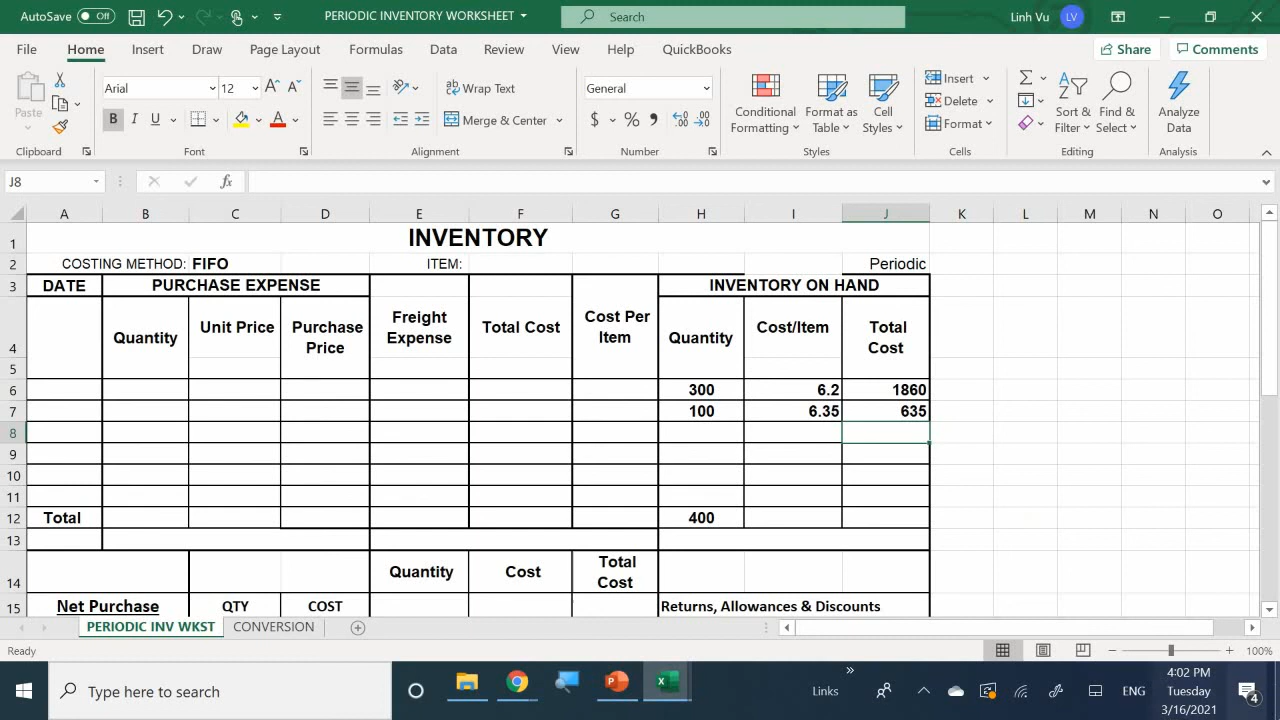 AutoSave Off PERIODIC INVENTORY WORKSHEET Search Linh Vu LV
File Home Insert Draw Page Layout Formulas Data Review View Help QuickBooks Share Comments
Paste Arial 12 A A ab Wrap Text General Conditional Formatting Format as Table Cell Styles Insert Sort & Filter Find & Select Analyze Data
Delete
B I U A Merge & Center $ % Format
Clipboard Font Alignment Number Styles Cells Editing Analysis
J8 fx
A B C D E F G H I J K L M N O
1 INVENTORY
2 COSTING METHOD: FIFO ITEM: Periodic
3 DATE PURCHASE EXPENSE INVENTORY ON HAND
4 Quantity Unit Price Purchase Price Freight Expense Total Cost Cost Per Item Quantity Cost/Item Total Cost
5
6 300 6.2 1860
7 100 6.35 635
8
9
10
11
12 Total 400
13
14 Quantity Cost Total Cost
15 Net Purchase QTY COST Returns, Allowances & Discounts
PERIODIC INV WKST CONVERSION
Ready 100%
Type here to search Links ENG 4:02 PM
Tuesday
3/16/2021 4